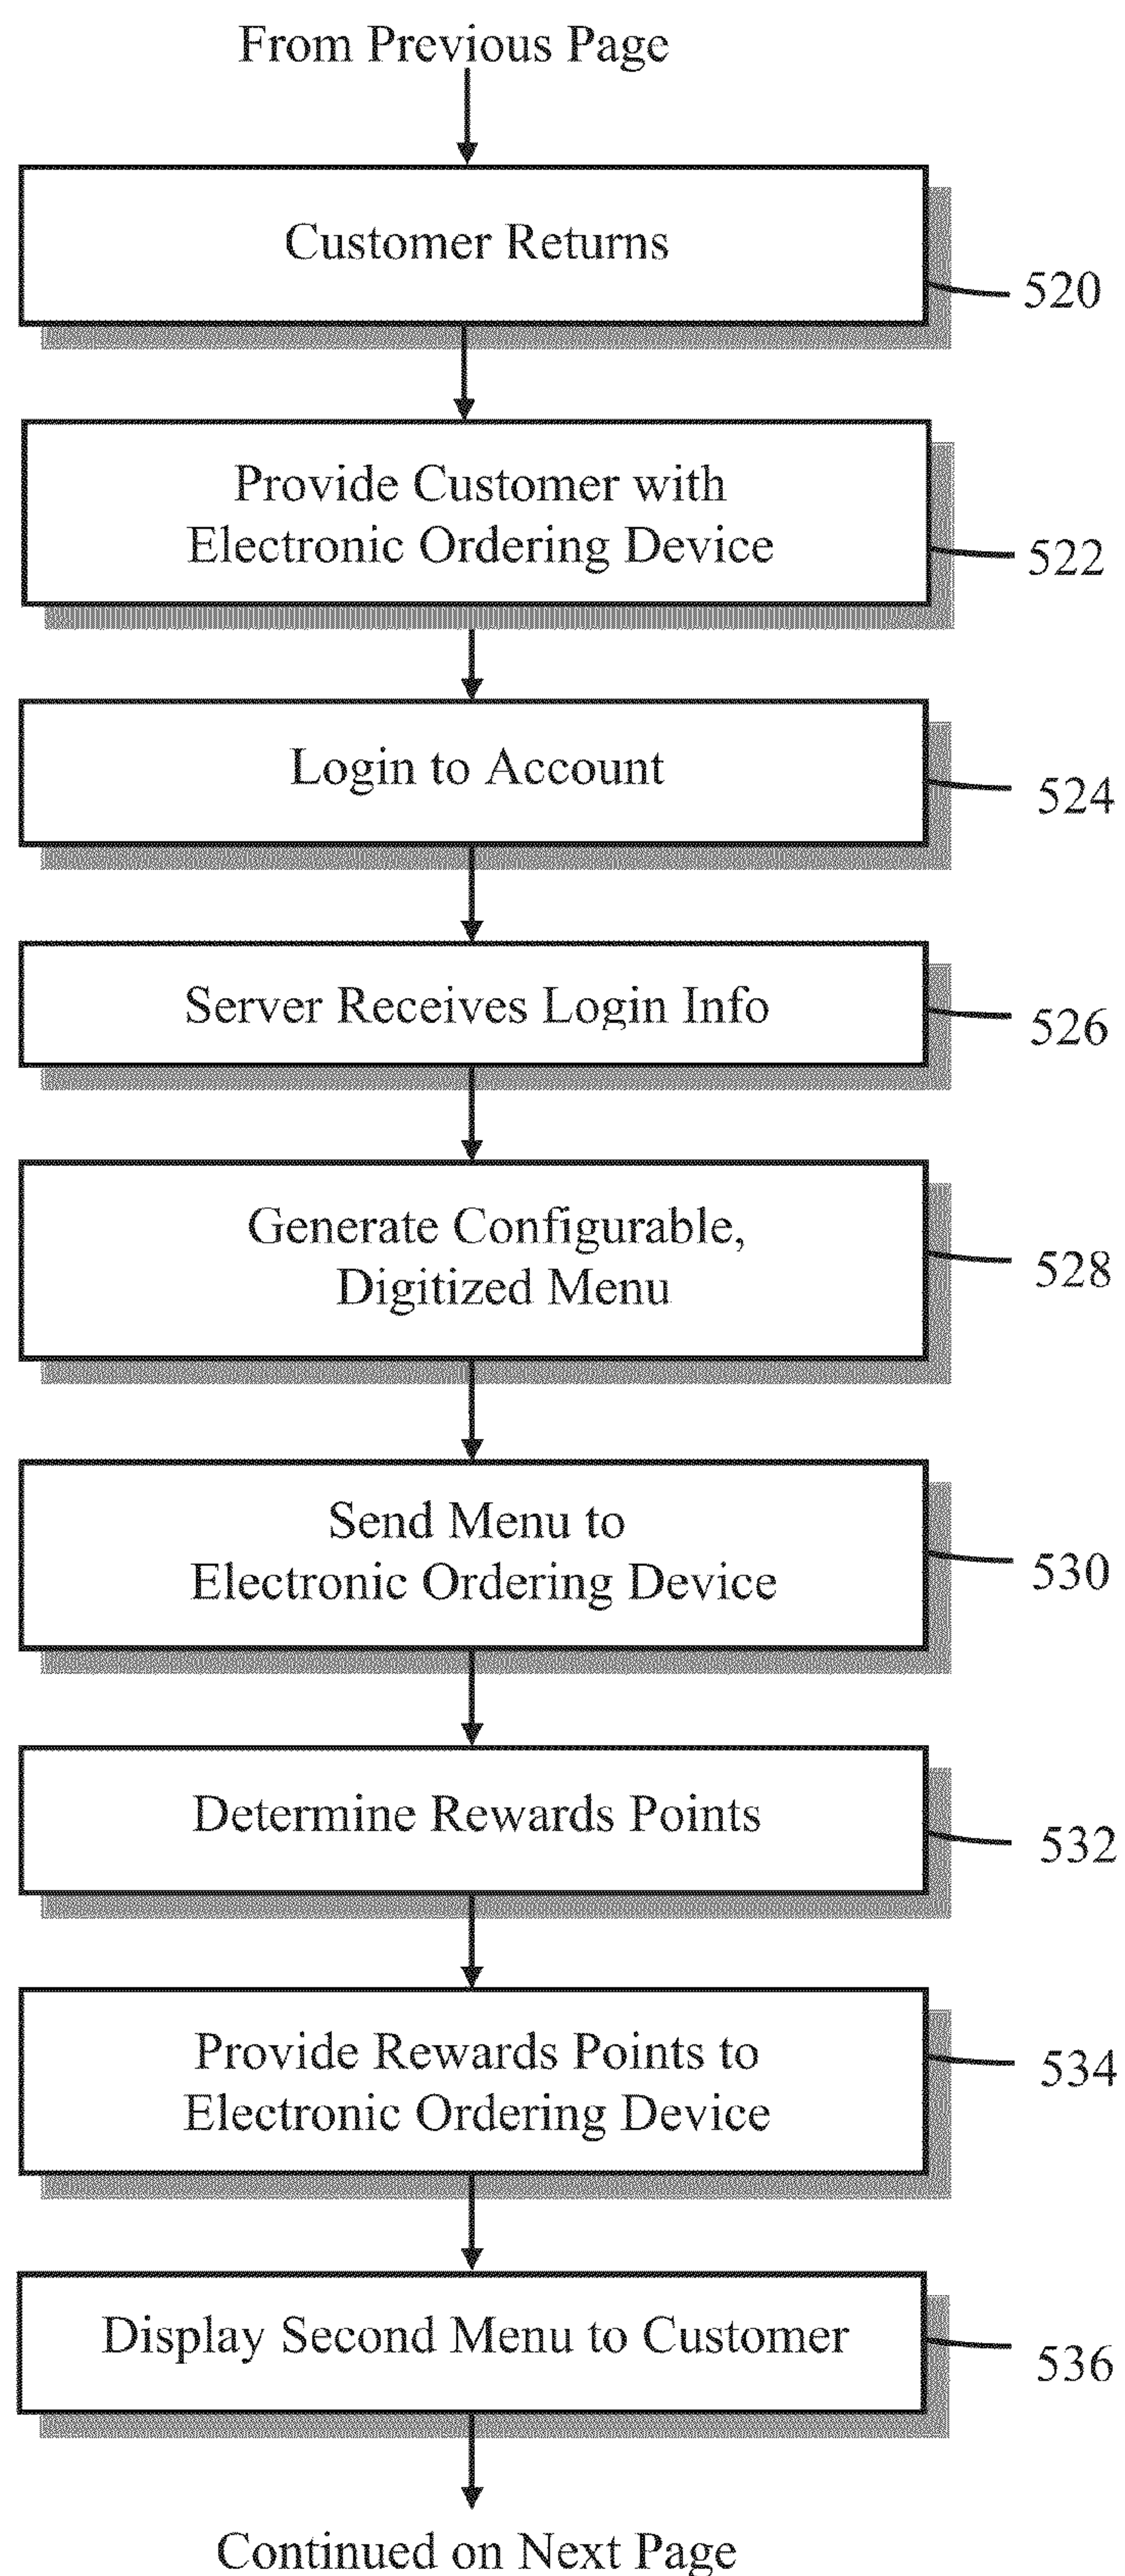 From Previous Page
Customer Returns
520
Provide Customer with
Electronic Ordering Device
522
Login to Account
524
Server Receives Login Info
526
Generate Configurable,
Digitized Menu
528
Send Menu to
Electronic Ordering Device
530
Determine Rewards Points
532
Provide Rewards Points to
Electronic Ordering Device
534
Display Second Menu to Customer
536
Continued on Next Page